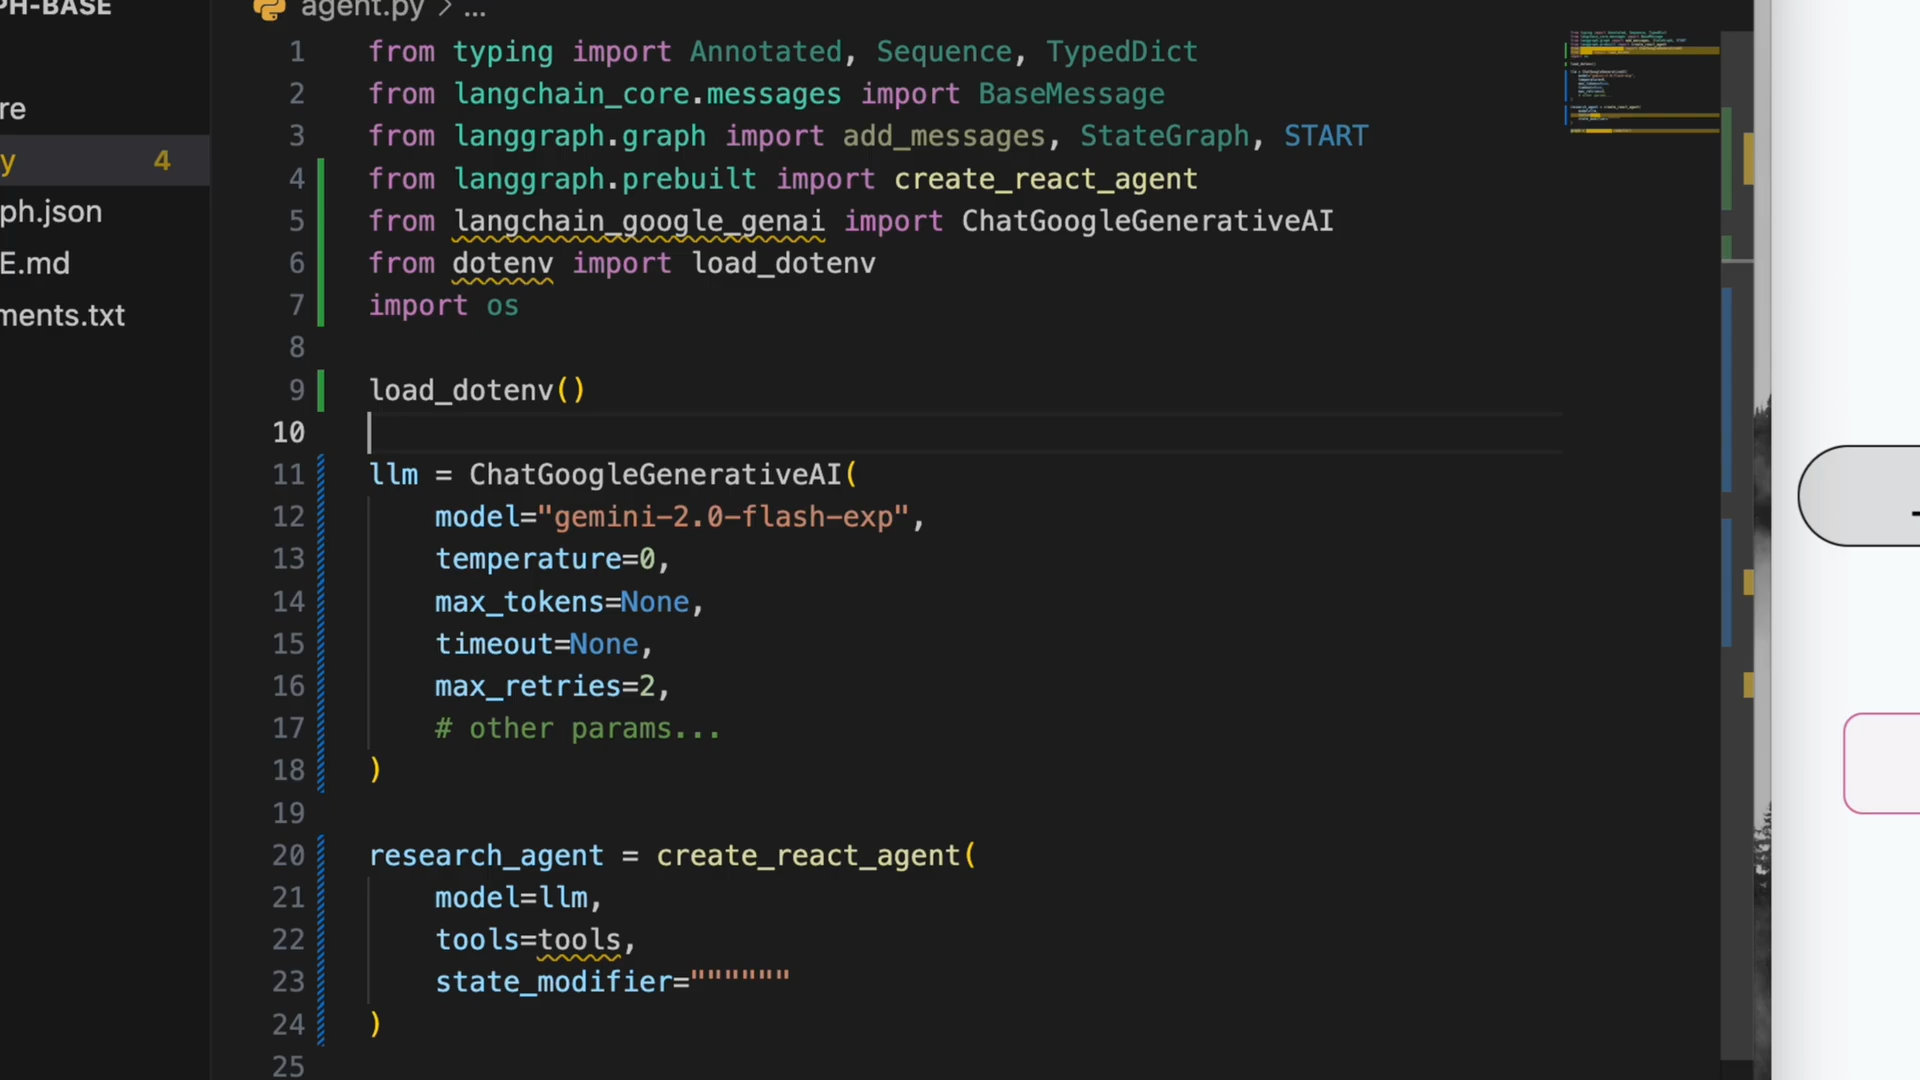 PH-BASE
re
y 4
ph.json
E.md
ments.txt
agent.py > ...
1 from typing import Annotated, Sequence, TypedDict
2 from langchain_core.messages import BaseMessage
3 from langgraph.graph import add_messages, StateGraph, START
4 from langgraph.prebuilt import create_react_agent
5 from langchain_google_genai import ChatGoogleGenerativeAI
6 from dotenv import load_dotenv
7 import os
8
9 load_dotenv()
10
11 llm = ChatGoogleGenerativeAI(
12     model="gemini-2.0-flash-exp",
13     temperature=0,
14     max_tokens=None,
15     timeout=None,
16     max_retries=2,
17     # other params...
18 )
19
20 research_agent = create_react_agent(
21     model=llm,
22     tools=tools,
23     state_modifier=""""""
24 )
25